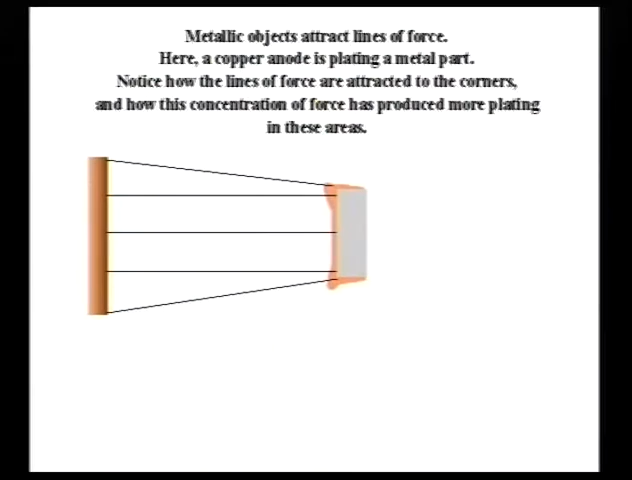 Metallic objects attract lines of force.
Here, a copper anode is plating a metal part.
Notice how the lines of force are attracted to the corners,
and how this concentration of force has produced more plating
in these areas.